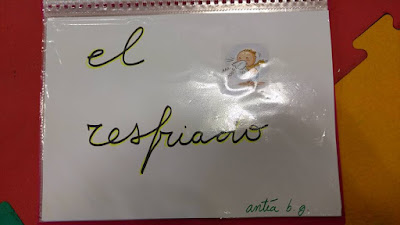 el
resfriado
antía b. g.